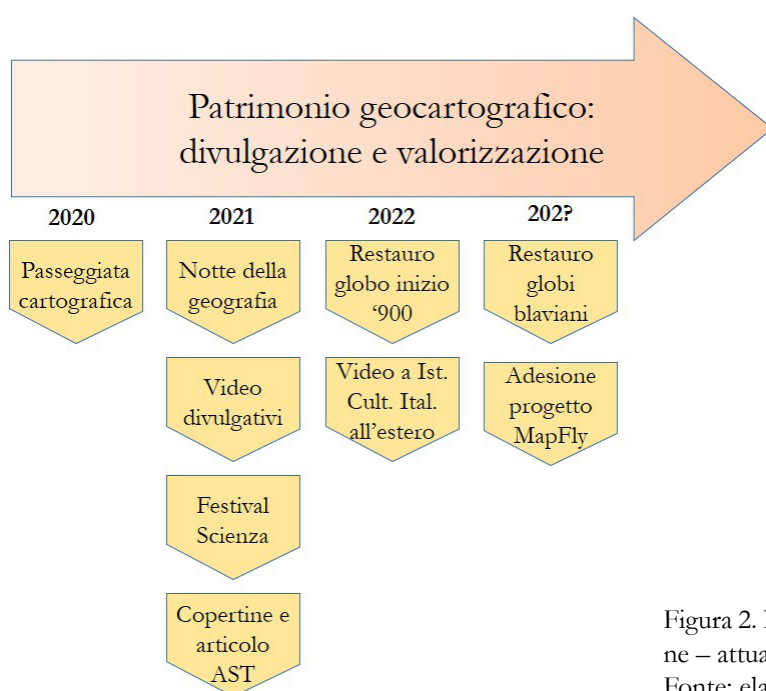 Patrimonio geocartografico:
divulgazione e valorizzazione
2020
2021
2022
202?
Passeggiata
cartografica
Notte della
geografia
Video
divulgativi
Festival
Scienza
Copertine e
articolo
AST
Restauro
globo inizio
‘900
Video a Ist.
Cult. Ital.
all’estero
Restauro
globi
blaviani
Adesione
progetto
MapFly
Figura 2.
ne – attua
Fonte: ela